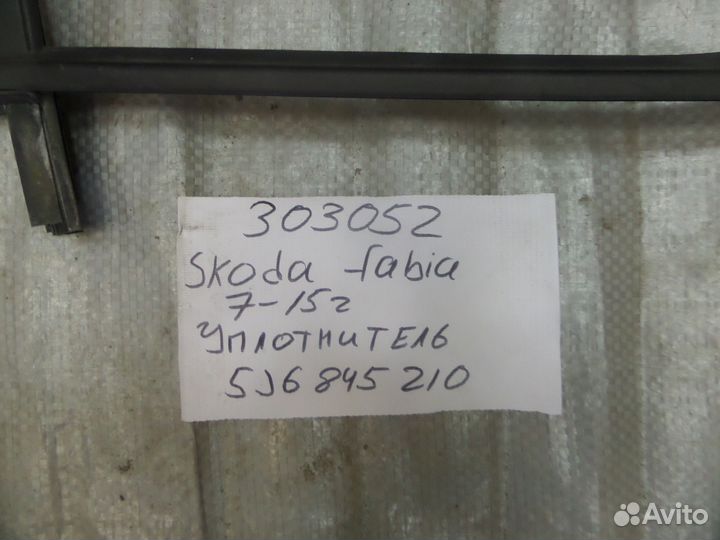 303052
Skoda fabia
7-15г
Уплотнитель
5J6 845 210
Avito